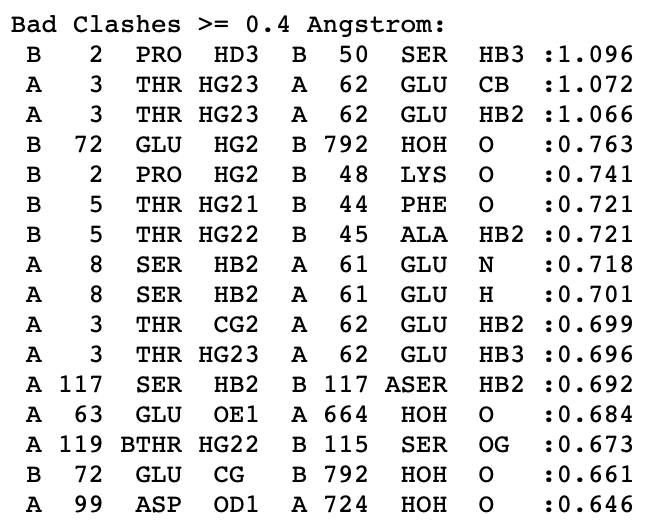 Bad Clashes >= 0.4 Angstrom:
B 2 PRO HD3 B 50 SER HB3 :1.096
A 3 THR HG23 A 62 GLU CB :1.072
A 3 THR HG23 A 62 GLU HB2 :1.066
B 72 GLU HG2 B 792 HOH O :0.763
B 2 PRO HG2 B 48 LYS O :0.741
B 5 THR HG21 B 44 PHE O :0.721
B 5 THR HG22 B 45 ALA HB2 :0.721
A 8 SER HB2 A 61 GLU N :0.718
A 8 SER HB2 A 61 GLU H :0.701
A 3 THR CG2 A 62 GLU HB2 :0.699
A 3 THR HG23 A 62 GLU HB3 :0.696
A 117 SER HB2 B 117 ASER HB2 :0.692
A 63 GLU OE1 A 664 HOH O :0.684
A 119 BTHR HG22 B 115 SER OG :0.673
B 72 GLU CG B 792 HOH O :0.661
A 99 ASP OD1 A 724 HOH O :0.646